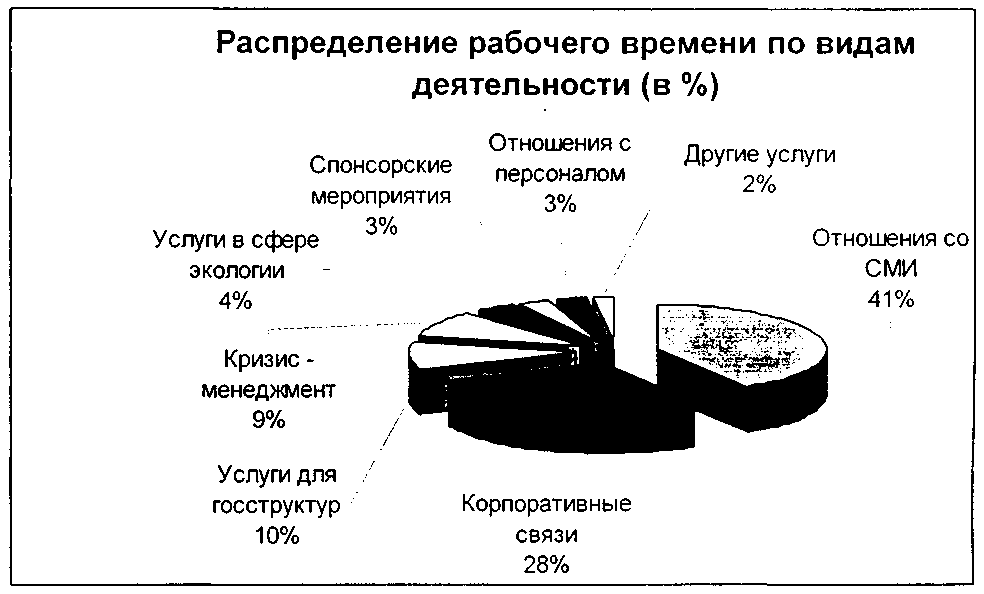 Распределение рабочего времени по видам
деятельности (в %)
Отношения с
персоналом
3%
Другие услуги
2%
Спонсорские
мероприятия
3%
Услуги в сфере
экологии
4%
Отношения со
СМИ
41%
Кризис -
менеджмент
9%
Услуги для
госструктур
10%
Корпоративные
связи
28%